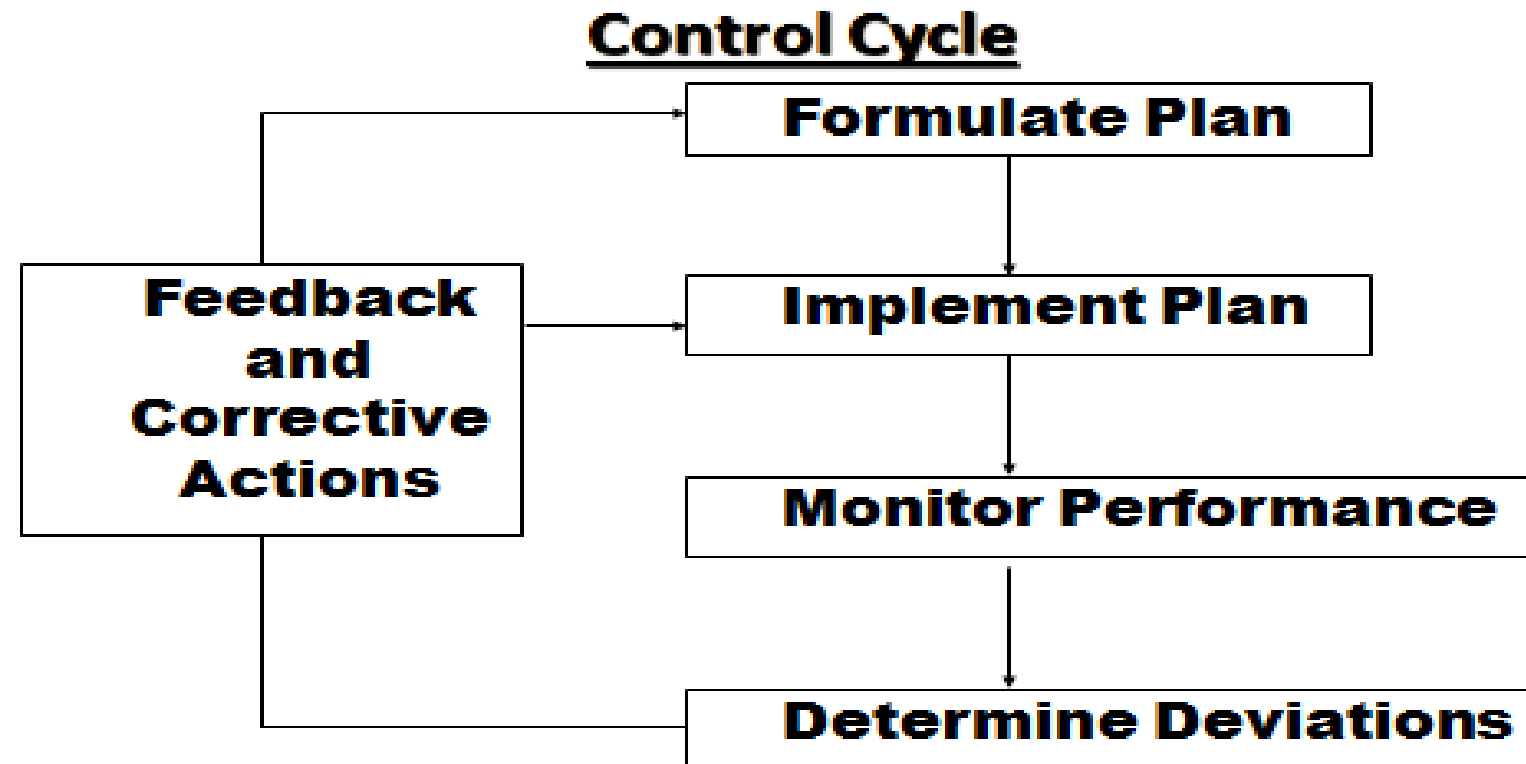 Control Cycle
Formulate Plan
Implement Plan
Feedback
and
Corrective
Actions
Monitor Performance
Determine Deviations